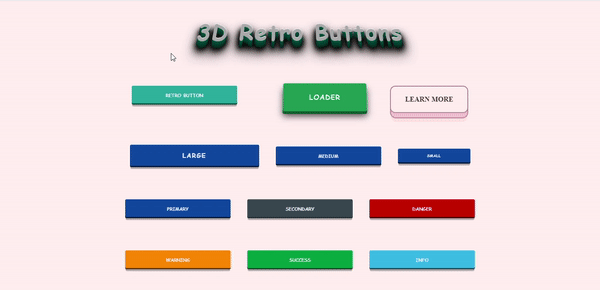 3D Retro Buttons
RETRO BUTTON
LOADER
LEARN MORE
LARGE
MEDIUM
SMALL
PRIMARY
SECONDARY
DANGER
WARNING
SUCCESS
INFO